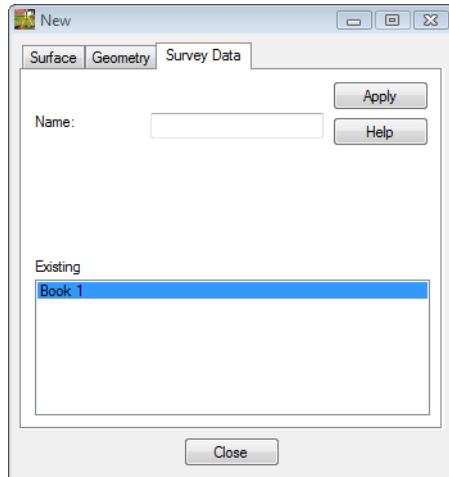 New
Surface Geometry Survey Data
Apply
Name:
Help
Existing
Book 1
Close